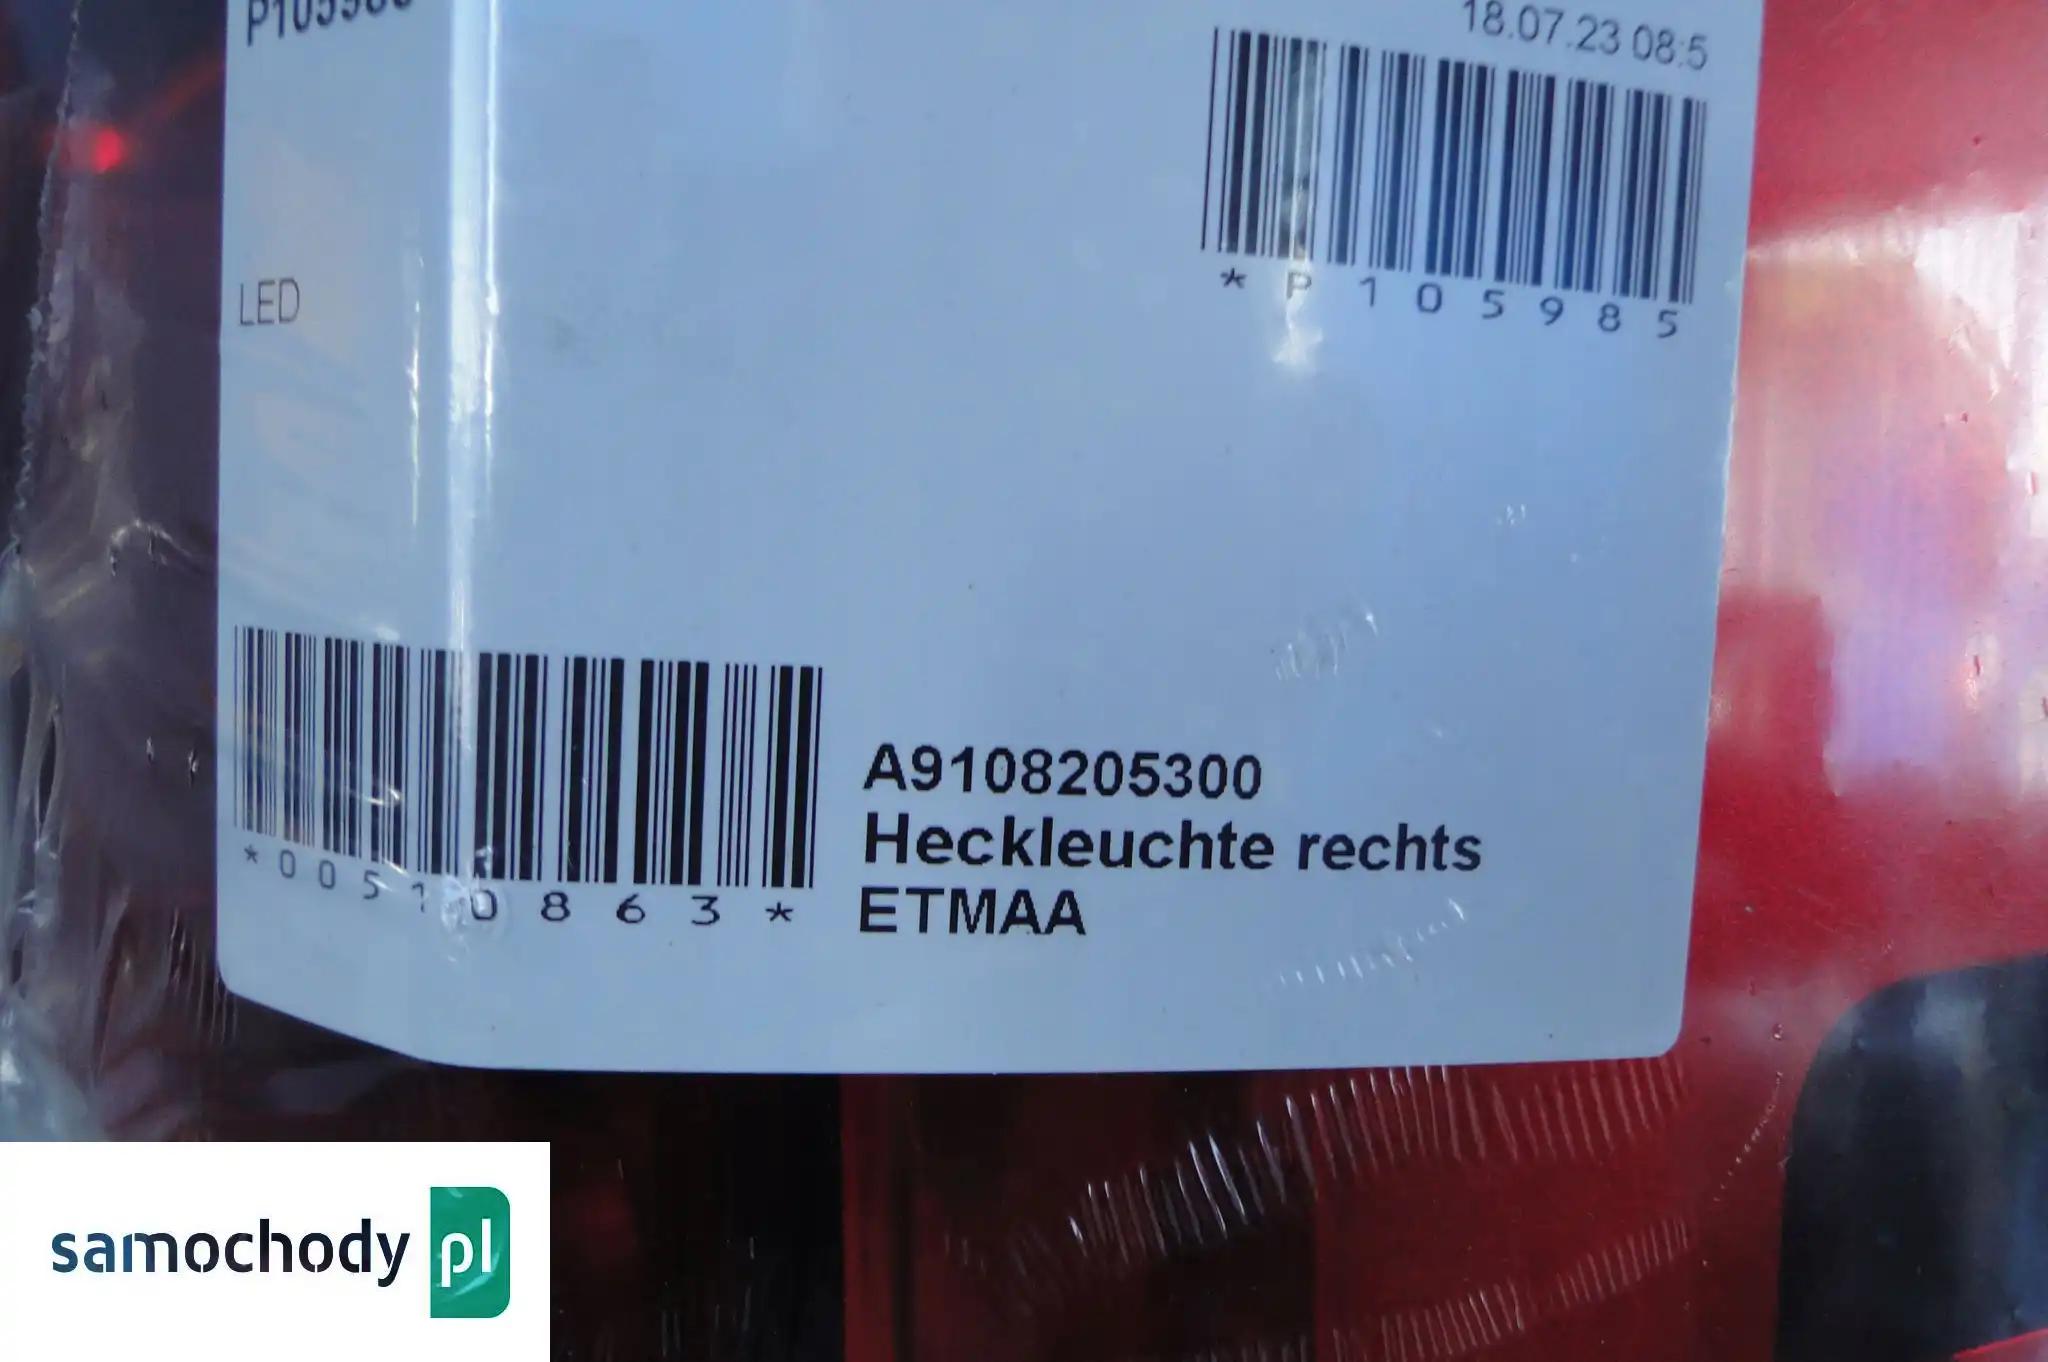 18.07.23 08:5
* P 1 0 5 9 8 5
LED
* 0 0 5 1 0 8 6 3 *
A9108205300
Heckleuchte rechts
ETMAA
samochody pl